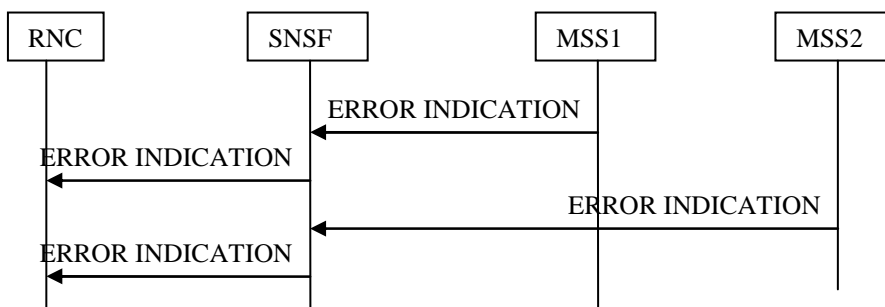 RNC
SNSF
MSS1
MSS2
ERROR INDICATION
ERROR INDICATION
ERROR INDICATION
ERROR INDICATION